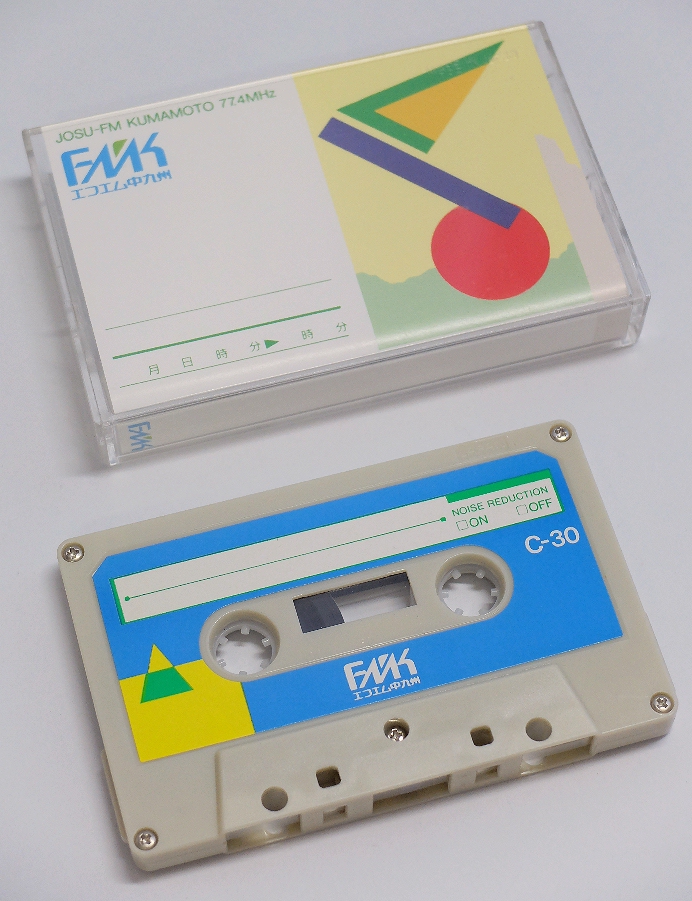 JOSU-FM KUMAMOTO 77.4MHz
FMK
エフエム中九州
月 日 時 分▶ 時 分
FMK
NOISE REDUCTION
□ON □OFF
C-30
FMK
エフエム中九州